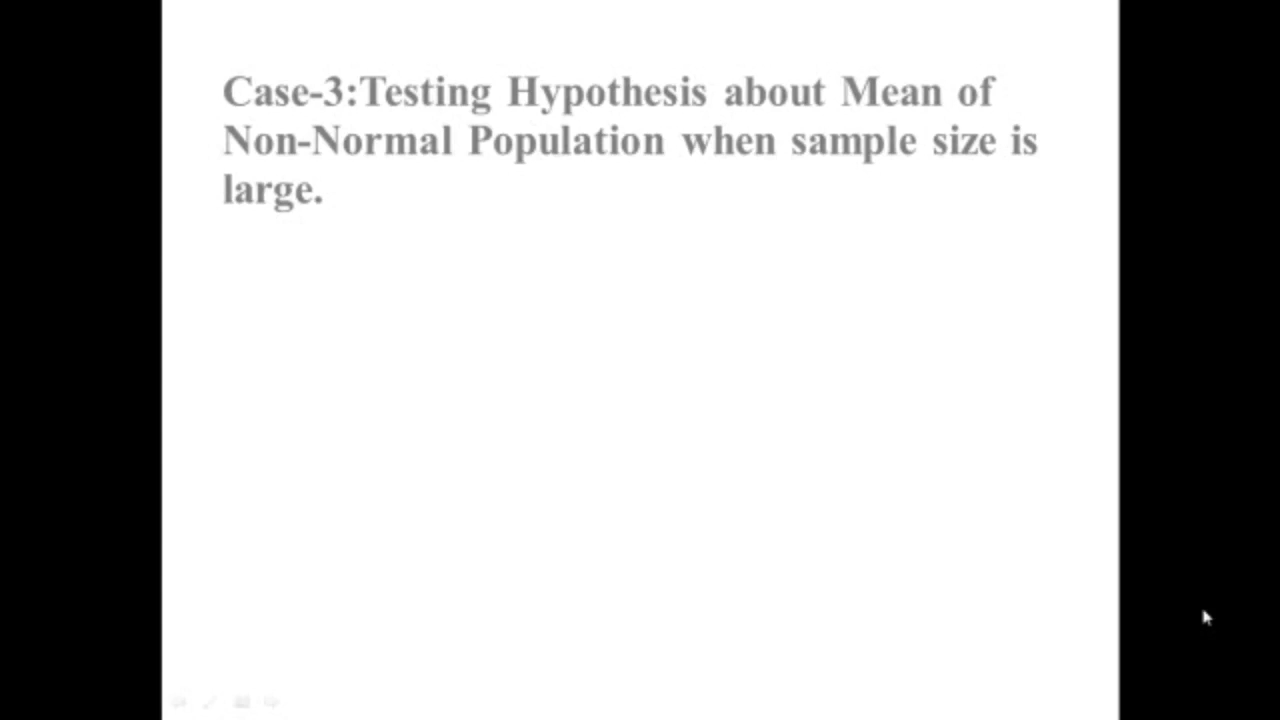 Case-3:Testing Hypothesis about Mean of
Non-Normal Population when sample size is
large.